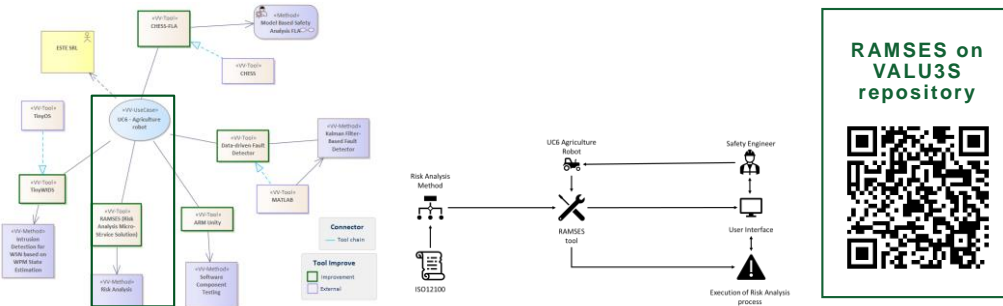 «VV-Tool»
CHESS-FLA
«Method»
Model Based Safety
Analysis FLA
ESTE SRL
«VV-Tool»
CHESS
«VV-UseCase»
UC6 - Agriculture
robot
«VV-Tool»
TinyOS
«VV-Tool»
Data-driven Fault
Detector
«VV-Method»
Kalman Filter-
Based Fault
Detector
«VV-Tool»
TinyWIDS
«VV-Tool»
MATLAB
«VV-Tool»
RAMSES (Risk
Analysis Micro-
Service Solution)
«VV-Tool»
ARM Unity
«VV-Method»
Intrusion
Detection for
WSN based on
WPM State
Estimation
«VV-Method»
Risk Analysis
«VV-Method»
Software
Component
Testing
Connector
Tool chain
Tool Improve
Improvement
External
UC6 Agriculture
Robot
Safety Engineer
Risk Analysis
Method
RAMSES
tool
User Interface
ISO12100
Execution of Risk Analysis
process
RAMSES on
VALU3S
repository